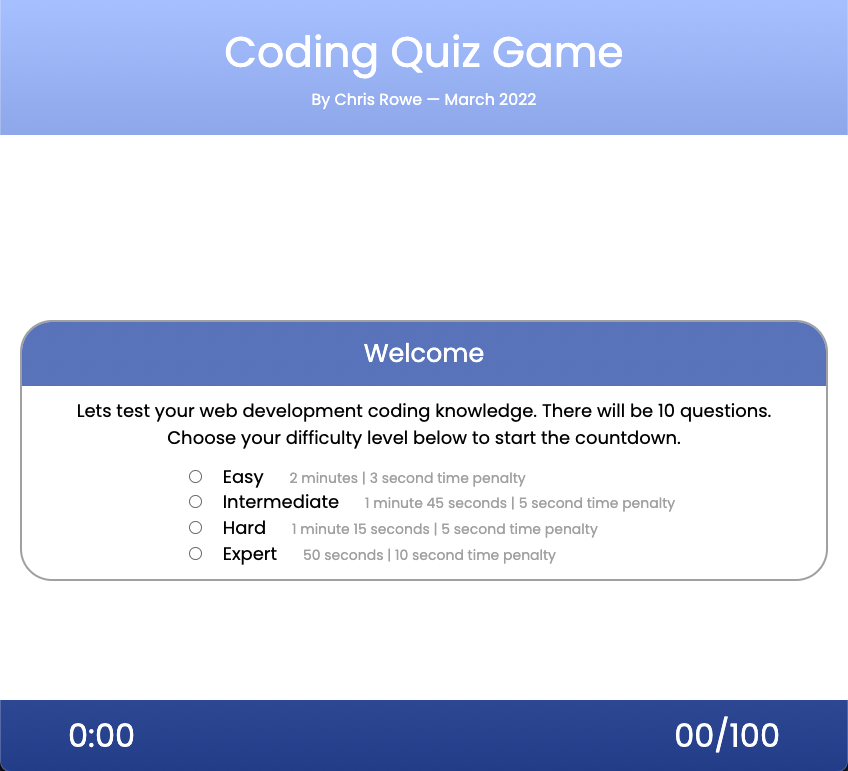 Coding Quiz Game
By Chris Rowe — March 2022
Welcome
Lets test your web development coding knowledge. There will be 10 questions.
Choose your difficulty level below to start the countdown.
Easy 2 minutes | 3 second time penalty
Intermediate 1 minute 45 seconds | 5 second time penalty
Hard 1 minute 15 seconds | 5 second time penalty
Expert 50 seconds | 10 second time penalty
0:00 00/100